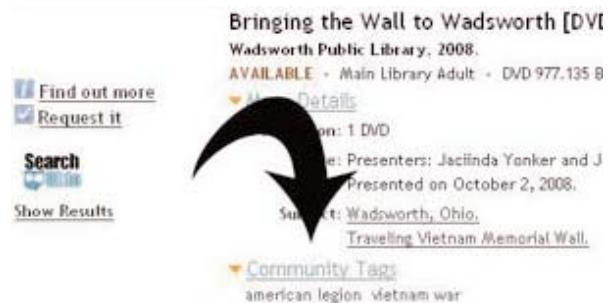 Bringing the Wall to Wadsworth [DVD
Wadsworth Public Library, 2008.
AVAILABLE - Main Library Adult - DVD 977.135 B
Details
Find out more
Request it
Search
Show Results
1 DVD
Presenters: Jaciinda Yonker and J
Presented on October 2, 2008.
Wadsworth, Ohio.
Traveling Vietnam Memorial Wall.
Community Tags
american legion vietnam war